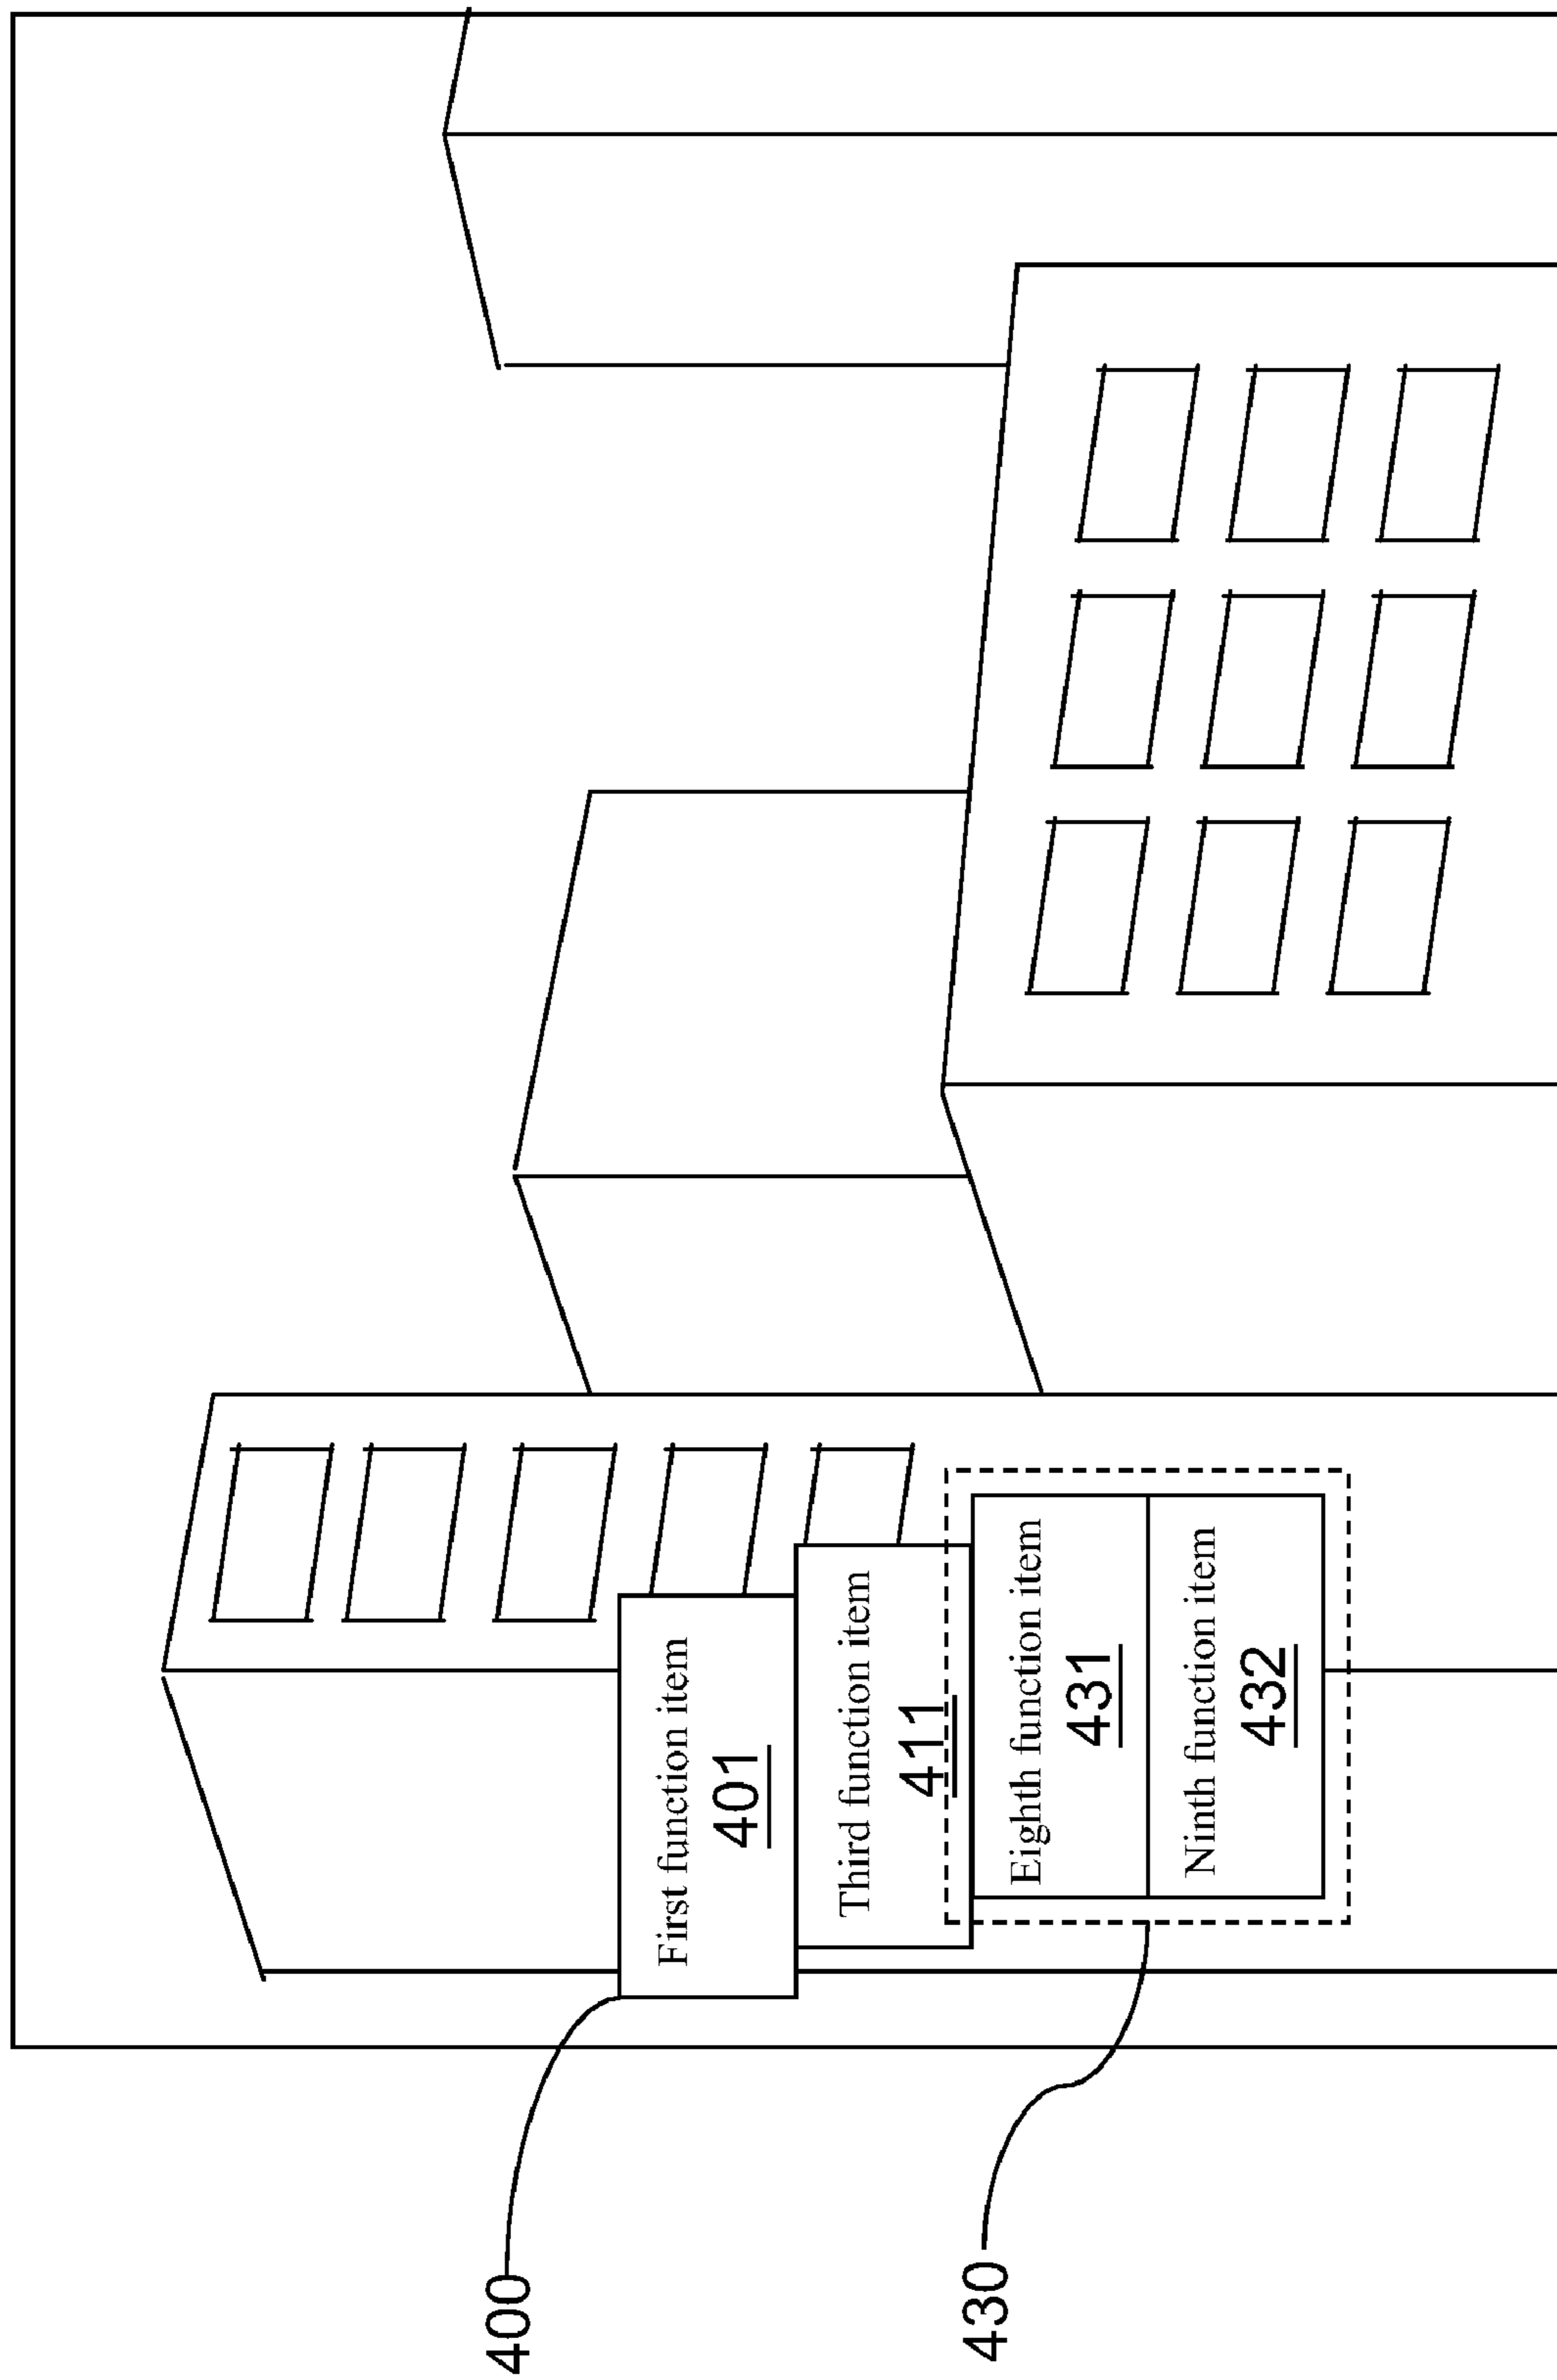 400
First function item
401
Third function item
411
430
Eighth function item
431
Ninth function item
432